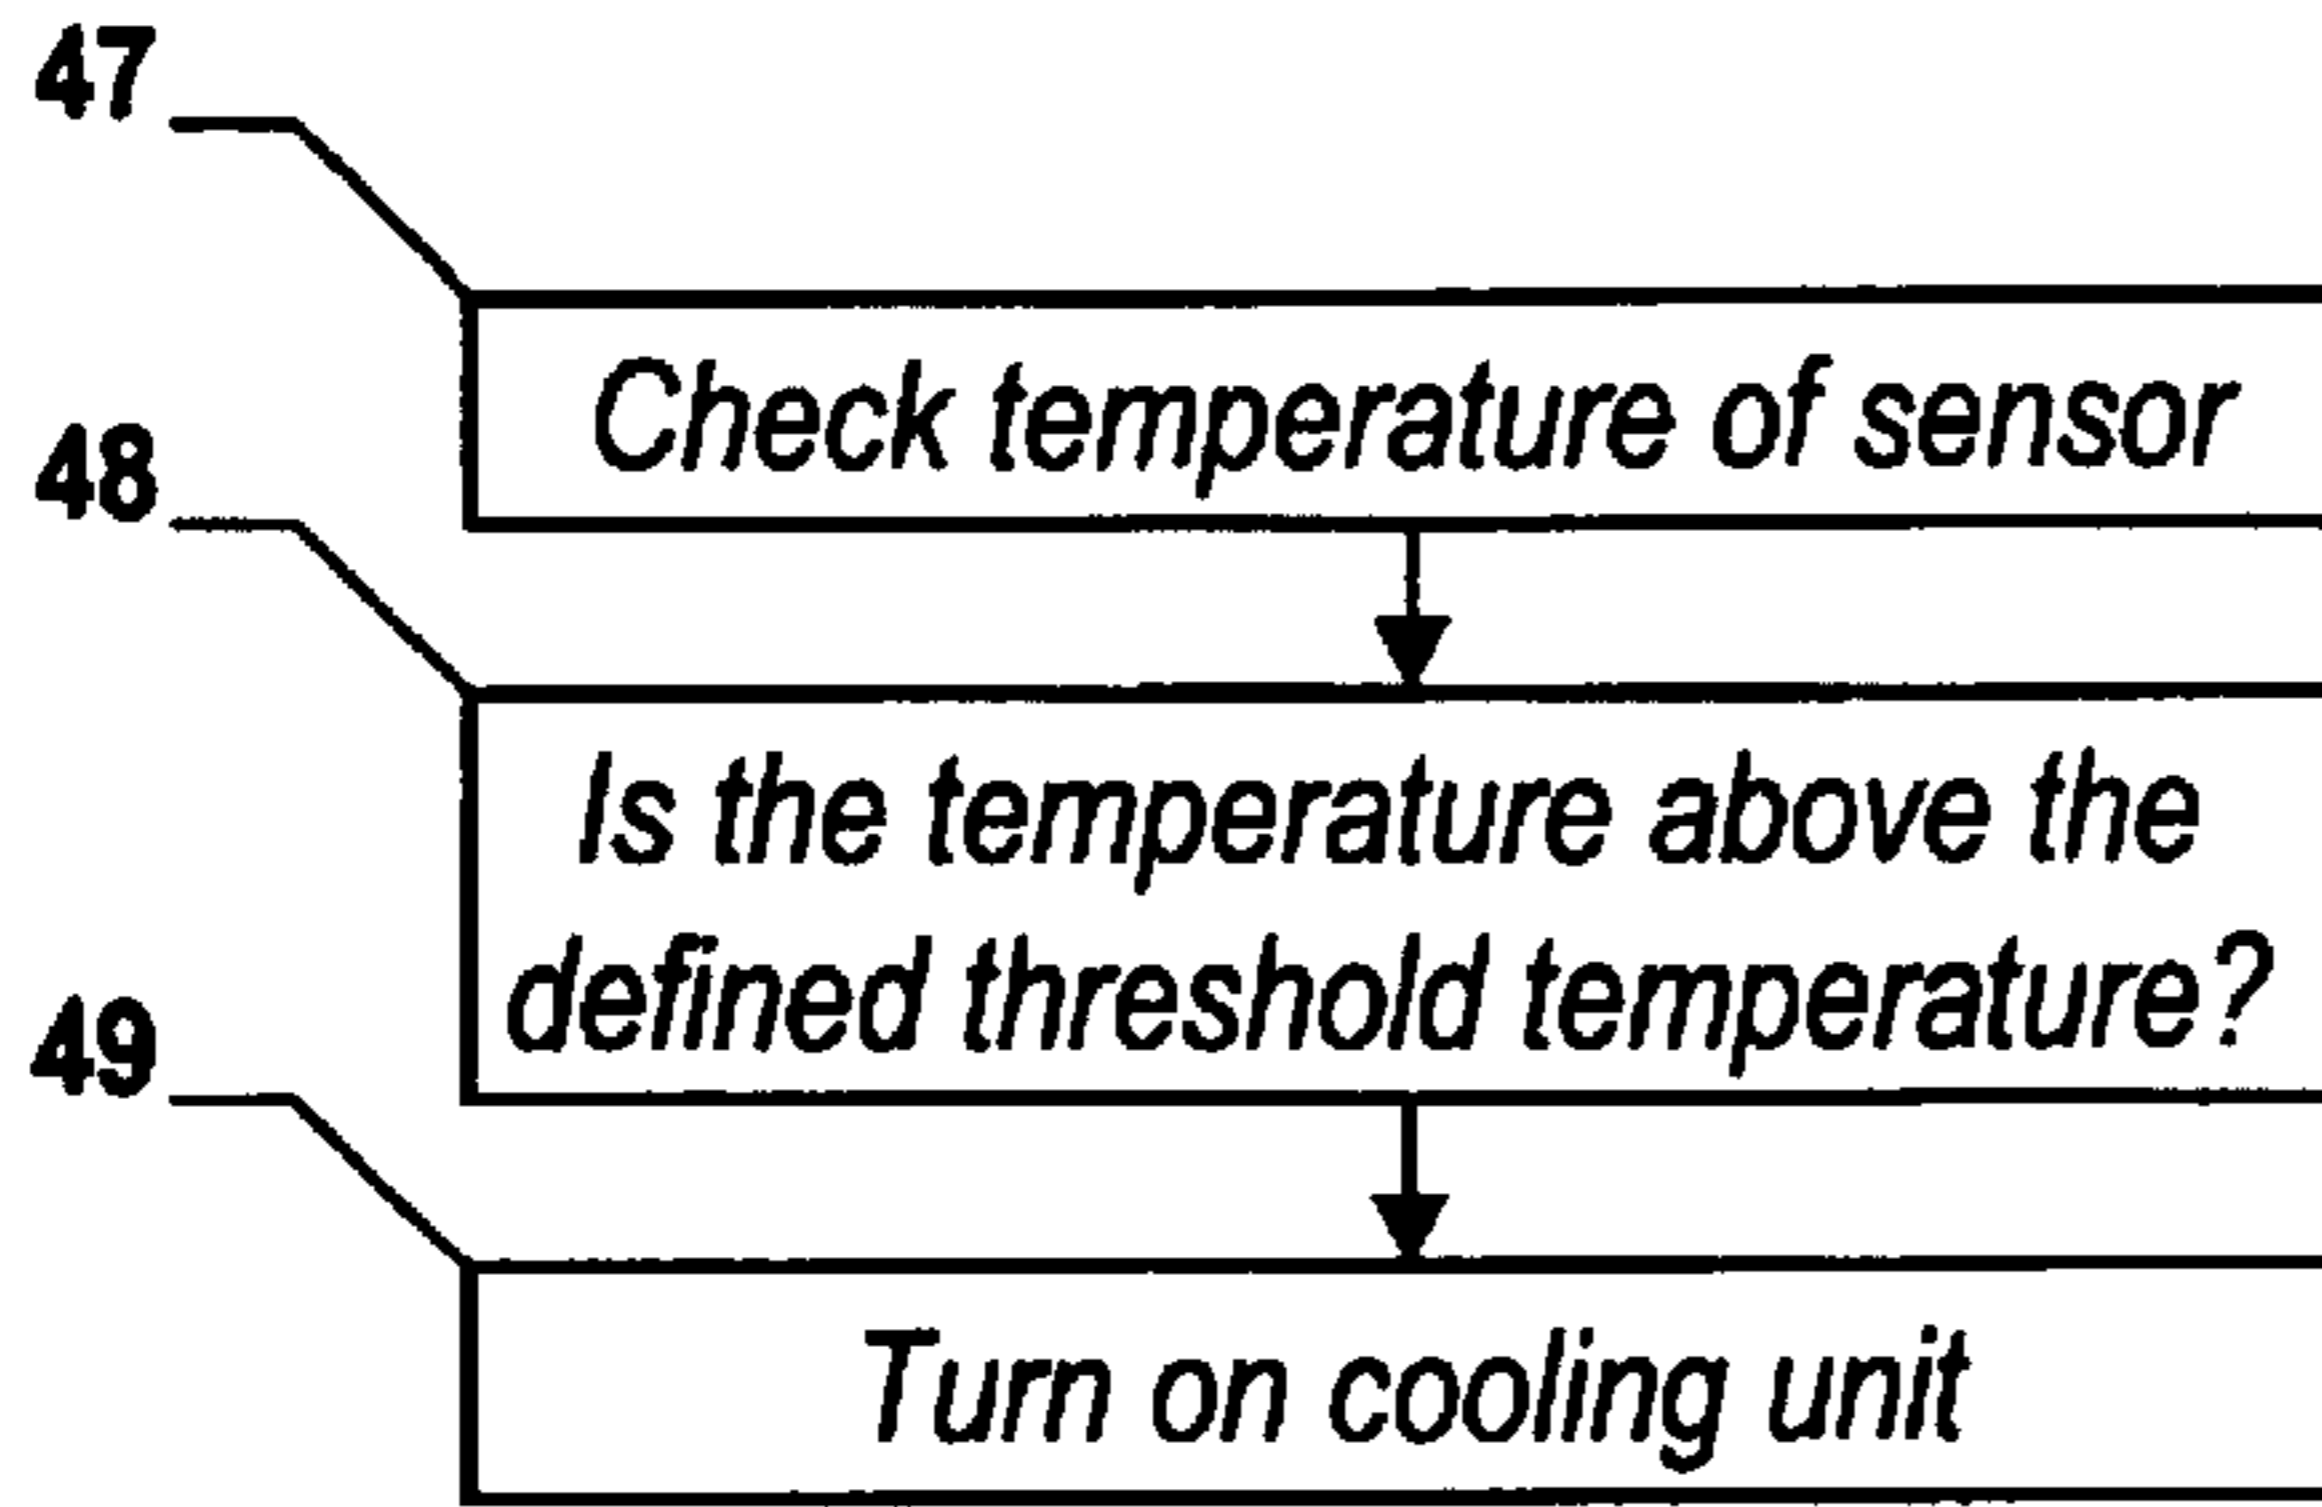 47
Check temperature of sensor
48
Is the temperature above the
defined threshold temperature?
49
Turn on cooling unit